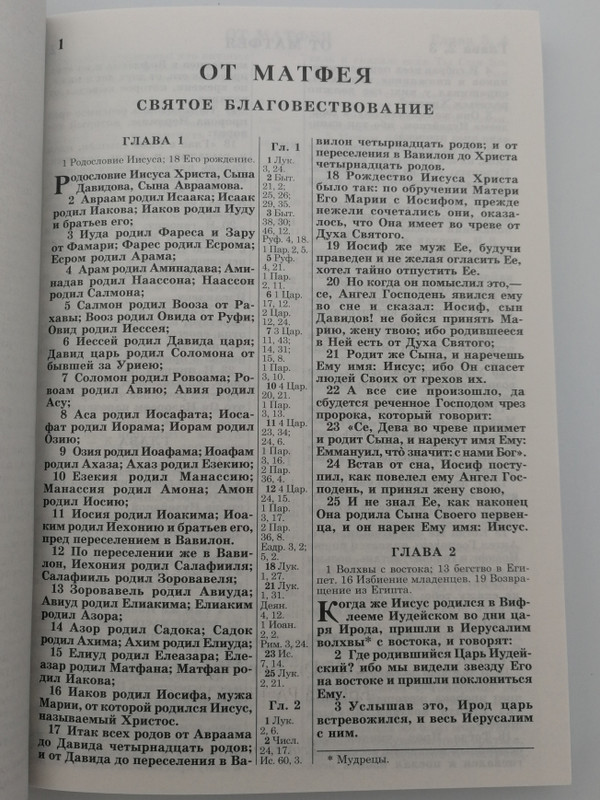 1
ОТ МАТФЕЯ
СВЯТОЕ БЛАГОВЕСТВОВАНИЕ
ГЛАВА 1
1 Родословие Иисуса; 18 Его рождение.
Родословие Иисуса Христа, Сына
Давидова, Сына Авраамова.
2 Авраам родил Исаака; Исаак
родил Иакова; Иаков родил Иуду
и братьев его;
3 Иуда родил Фареса и Зару
от Фамари; Фарес родил Есрома;
Есром родил Арама;
4 Арам родил Аминадава; Ами-
надав родил Наассона; Наассон
родил Салмона;
5 Салмон родил Вооза от Ра-
хавы; Вооз родил Овида от Руфи;
Овид родил Иессея;
6 Иессей родил Давида царя;
Давид царь родил Соломона от
бывшей за Уриею;
7 Соломон родил Ровоама; Ро-
воам родил Авию; Авия родил
Асу;
8 Аса родил Иосафата; Иоса-
фат родил Иорама; Иорам родил
Озию;
9 Озия родил Иоафама; Иоафам
родил Ахаза; Ахаз родил Езекию;
10 Езекия родил Манассию;
Манассия родил Амона; Амон
родил Иосию;
11 Иосия родил Иоакима; Иоа-
ким родил Иехонию и братьев его,
пред переселением в Вавилон.
12 По переселении же в Вави-
лон, Иехония родил Салафииля;
Салафииль родил Зоровавеля;
13 Зоровавель родил Авиуда;
Авиуд родил Елиакима; Елиаким
родил Азора;
14 Азор родил Садока; Садок
родил Ахима; Ахим родил Елиуда;
15 Елиуд родил Елеазара; Еле-
азар родил Матфана; Матфан ро-
дил Иакова;
16 Иаков родил Иосифа, мужа
Марии, от которой родился Иисус,
называемый Христос.
17 Итак всех родов от Авраама
до Давида четырнадцать родов;
и от Давида до переселения в Ва-
Гл. 1
1 Лук.
3, 24.
2 Быт.
21, 2;
25, 26;
29, 35.
3 Быт.
38, 30;
46, 12.
Руф. 4, 18.
1 Пар. 2, 5.
5 Руф.
4, 21.
1 Пар.
2, 11.
6 1 Цар.
17, 12.
2 Цар.
12, 24.
7 3 Цар.
11, 43;
14, 31;
15, 8.
1 Пар.
3, 10.
10 4 Цар.
20, 21.
1 Пар.
3, 13.
11 4 Цар.
23, 34;
24, 6.
1 Пар.
3, 16.
2 Пар.
36, 4.
12 4 Цар.
24, 15.
1 Пар.
3, 17.
2 Пар.
36, 8.
Ездр. 3, 2;
5, 2.
18 Лук.
1, 27.
21 Лук.
1, 31.
Деян.
4, 12.
1 Иоан.
2, 2.
Рим. 3, 24.
23 Ис.
7, 14.
25 Лук.
2, 21.
Гл. 2
1 Лук.
2, 6.
2 Числ.
24, 17.
Ис. 60, 3.
вилон четырнадцать родов; и от
переселения в Вавилон до Христа
четырнадцать родов.
18 Рождество Иисуса Христа
было так: по обручении Матери
Его Марии с Иосифом, прежде
нежели сочетались они, оказа-
лось, что Она имеет во чреве от
Духа Святого.
19 Иосиф же муж Ее, будучи
праведен и не желая огласить Ее,
хотел тайно отпустить Ее.
20 Но когда он помыслил это,—
се, Ангел Господень явился ему
во сне и сказал: Иосиф, сын
Давидов! не бойся принять Ма-
рию, жену твою; ибо родившееся
в Ней есть от Духа Святого;
21 Родит же Сына, и наречешь
Ему имя: Иисус; ибо Он спасет
людей Своих от грехов их.
22 А все сие произошло, да
сбудется реченное Господом чрез
пророка, который говорит:
23 «Се, Дева во чреве приимет
и родит Сына, и нарекут имя Ему:
Еммануил, что̀ значит: с нами Бог».
24 Встав от сна, Иосиф посту-
пил, как повелел ему Ангел Гос-
подень, и принял жену свою,
25 И не знал Ее, как наконец
Она родила Сына Своего первен-
ца, и он нарек Ему имя: Иисус.
ГЛАВА 2
1 Волхвы с востока; 13 бегство в Еги-
пет. 16 Избиение младенцев. 19 Возвра-
щение из Египта.
Когда же Иисус родился в Виф-
лееме Иудейском во дни ца-
ря Ирода, пришли в Иерусалим
волхвы* с востока, и говорят:
2 Где родившийся Царь Иудей-
ский? ибо мы видели звезду Его
на востоке и пришли поклониться
Ему.
3 Услышав это, Ирод царь
встревожился, и весь Иерусалим
с ним.
* Мудрецы.